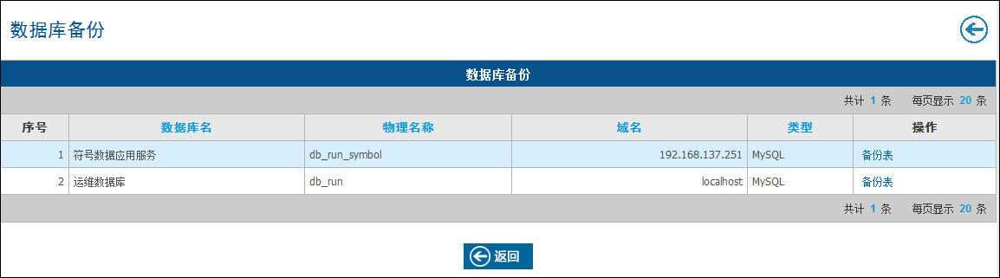 数据库备份
数据库备份
共计 1 条 每页显示 20 条
序号 数据库名 物理名称 域名 类型 操作
1 符号数据应用服务 db_run_symbol 192.168.137.251 MySQL 备份表
2 运维数据库 db_run localhost MySQL 备份表
共计 1 条 每页显示 20 条
返回